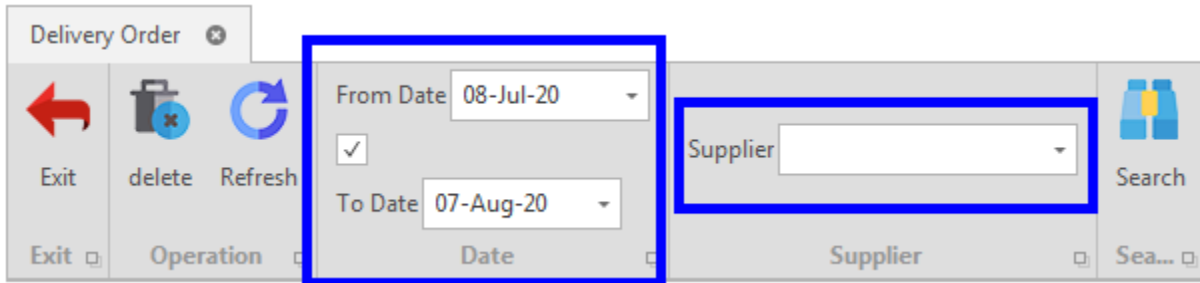 Delivery Order
Exit
delete
Refresh
From Date 08-Jul-20
To Date 07-Aug-20
Supplier
Search
Exit
Operation
Date
Supplier
Sea...